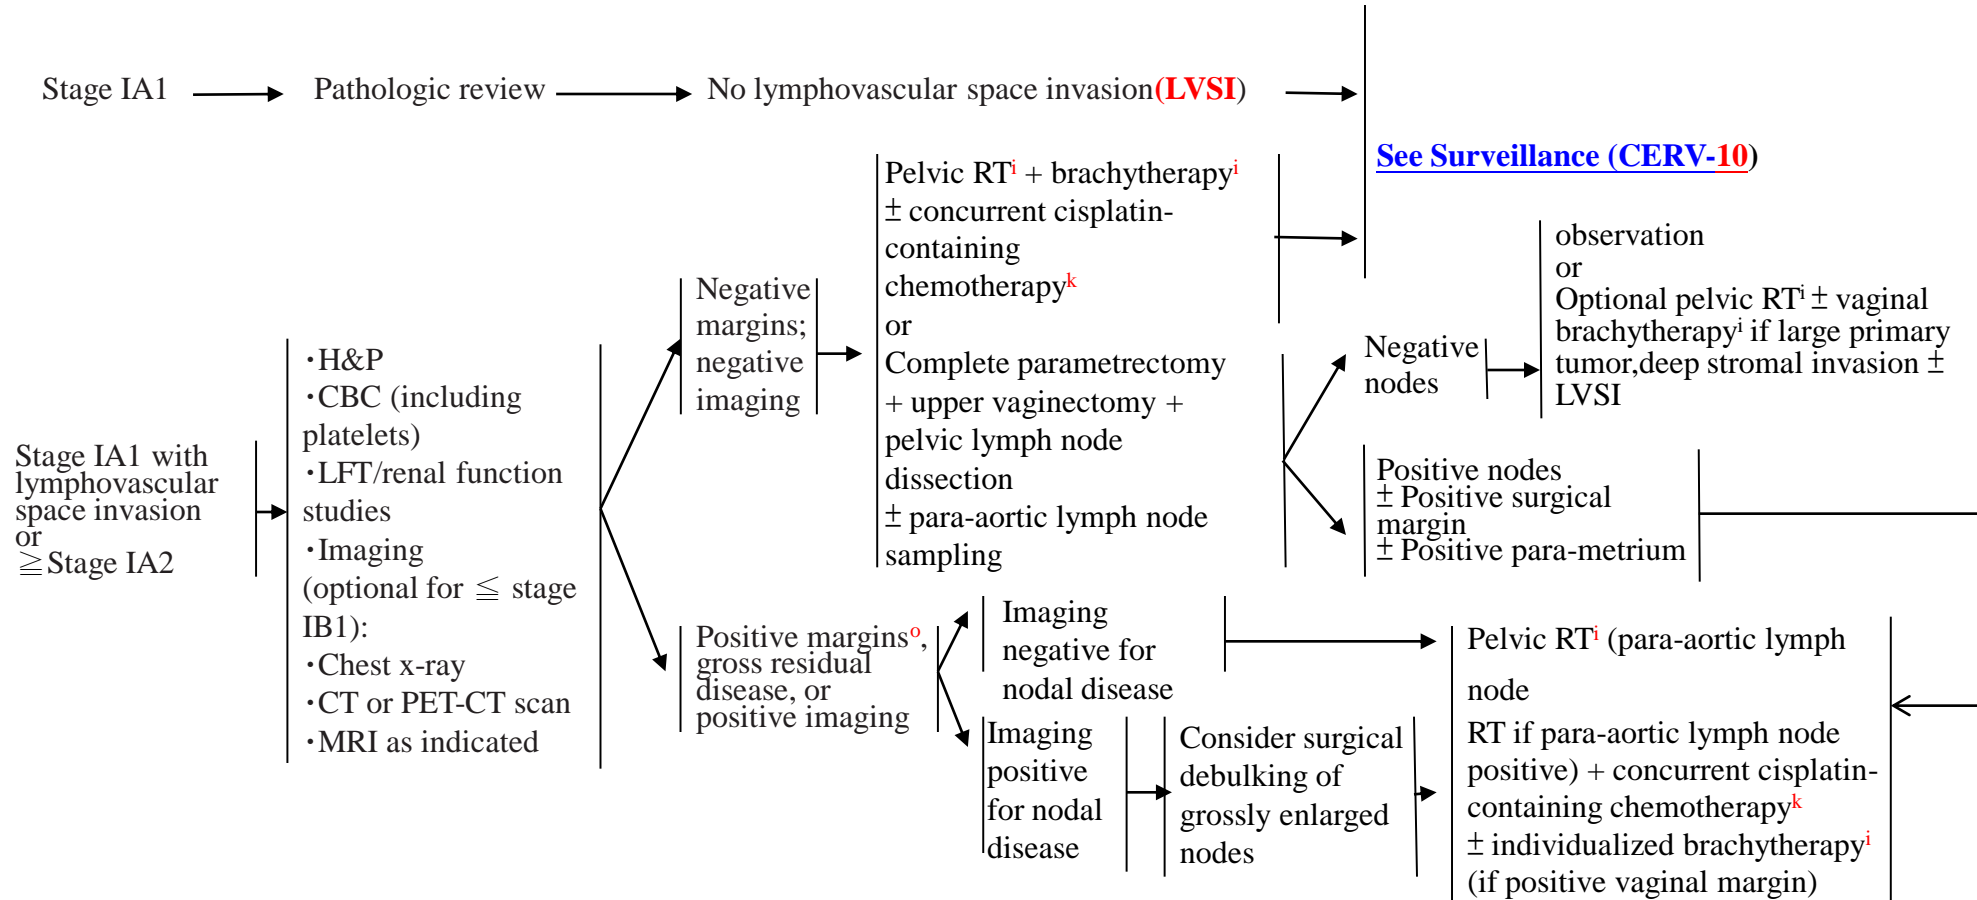 Stage IA1
Pathologic review
No lymphovascular space invasion(LVSI)
See Surveillance (CERV-10)
Stage IA1 with
lymphovascular
space invasion
or
≧Stage IA2
・H&P
・CBC (including
platelets)
・LFT/renal function
studies
・Imaging
(optional for ≦ stage
IB1):
・Chest x-ray
・CT or PET-CT scan
・MRI as indicated
Negative
margins;
negative
imaging
Pelvic RTⁱ + brachytherapyⁱ
± concurrent cisplatin-
containing
chemotherapyᵏ
or
Complete parametrectomy
+ upper vaginectomy +
pelvic lymph node
dissection
± para-aortic lymph node
sampling
Negative
nodes
observation
or
Optional pelvic RTⁱ ± vaginal
brachytherapyⁱ if large primary
tumor,deep stromal invasion ±
LVSI
Positive nodes
± Positive surgical
margin
± Positive para-metrium
Positive marginsᵒ,
gross residual
disease, or
positive imaging
Imaging
negative for
nodal disease
Imaging
positive
for nodal
disease
Consider surgical
debulking of
grossly enlarged
nodes
Pelvic RTⁱ (para-aortic lymph
node
RT if para-aortic lymph node
positive) + concurrent cisplatin-
containing chemotherapyᵏ
± individualized brachytherapyⁱ
(if positive vaginal margin)